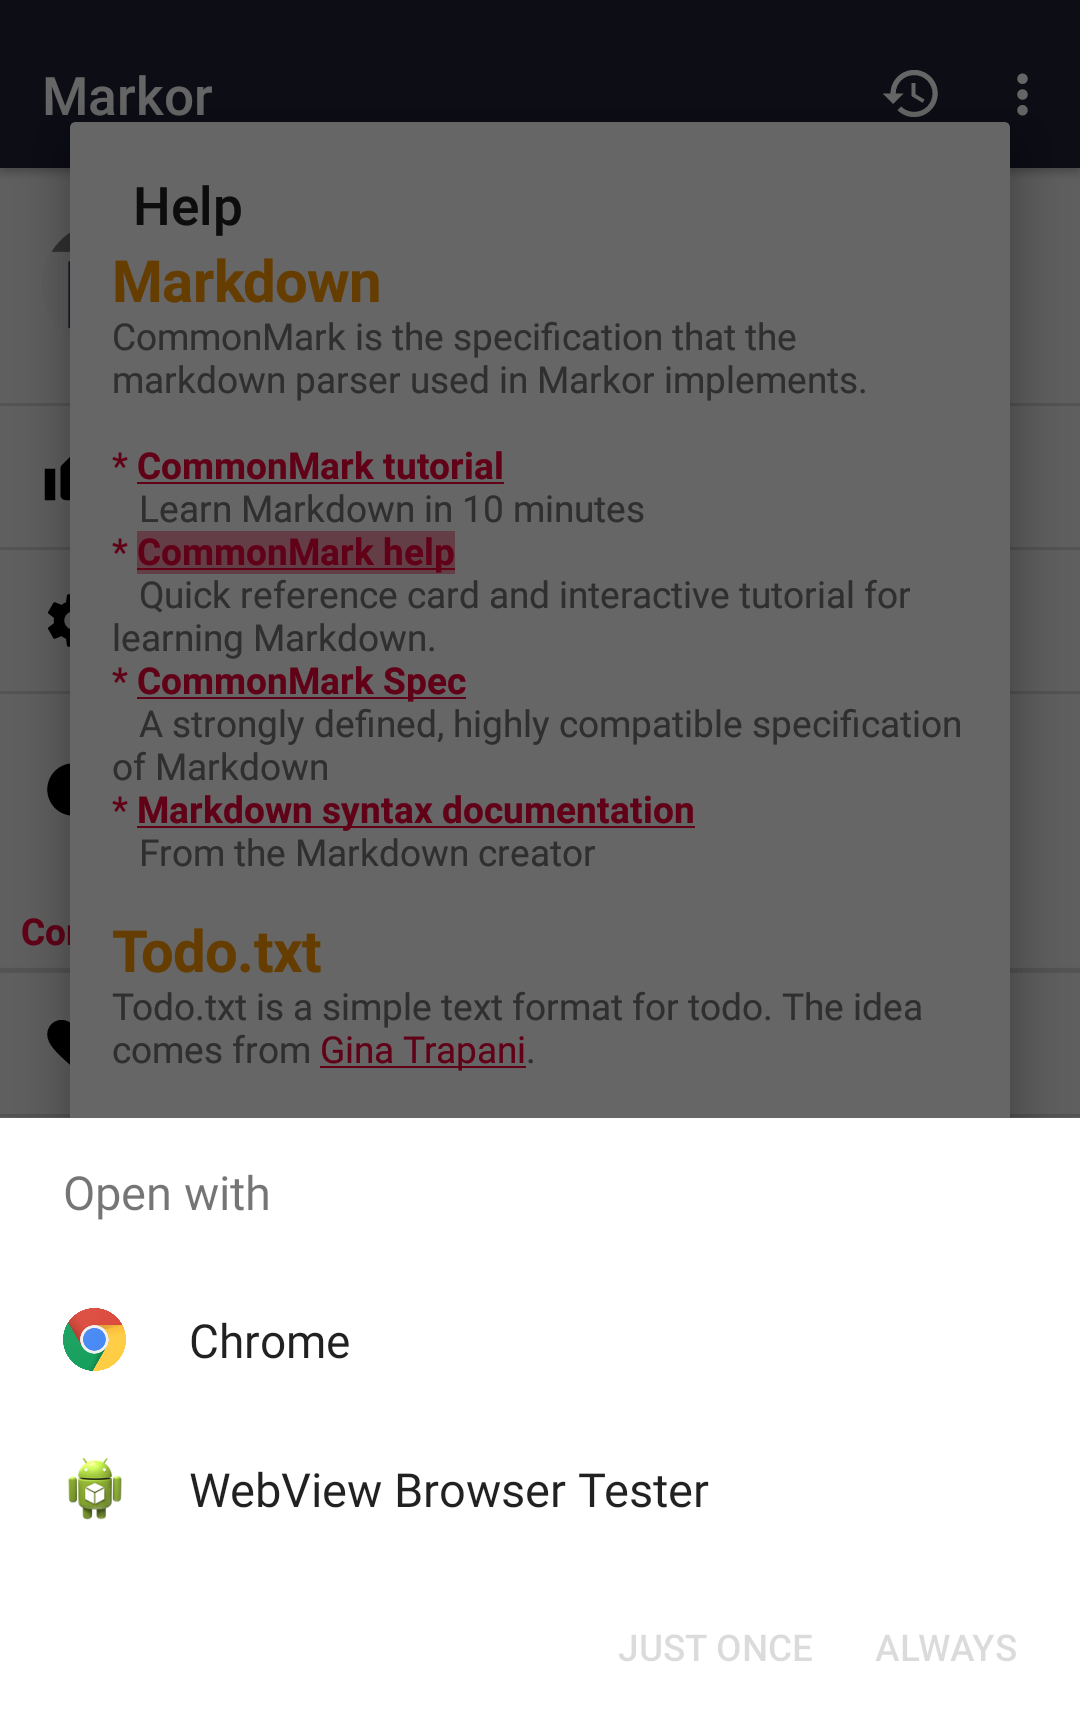 Markor
Help
Markdown
CommonMark is the specification that the
markdown parser used in Markor implements.
* CommonMark tutorial
Learn Markdown in 10 minutes
* CommonMark help
Quick reference card and interactive tutorial for
learning Markdown.
* CommonMark Spec
A strongly defined, highly compatible specification
of Markdown
* Markdown syntax documentation
From the Markdown creator
Co
Todo.txt
Todo.txt is a simple text format for todo. The idea
comes from Gina Trapani.
Open with
Chrome
WebView Browser Tester
JUST ONCE
ALWAYS